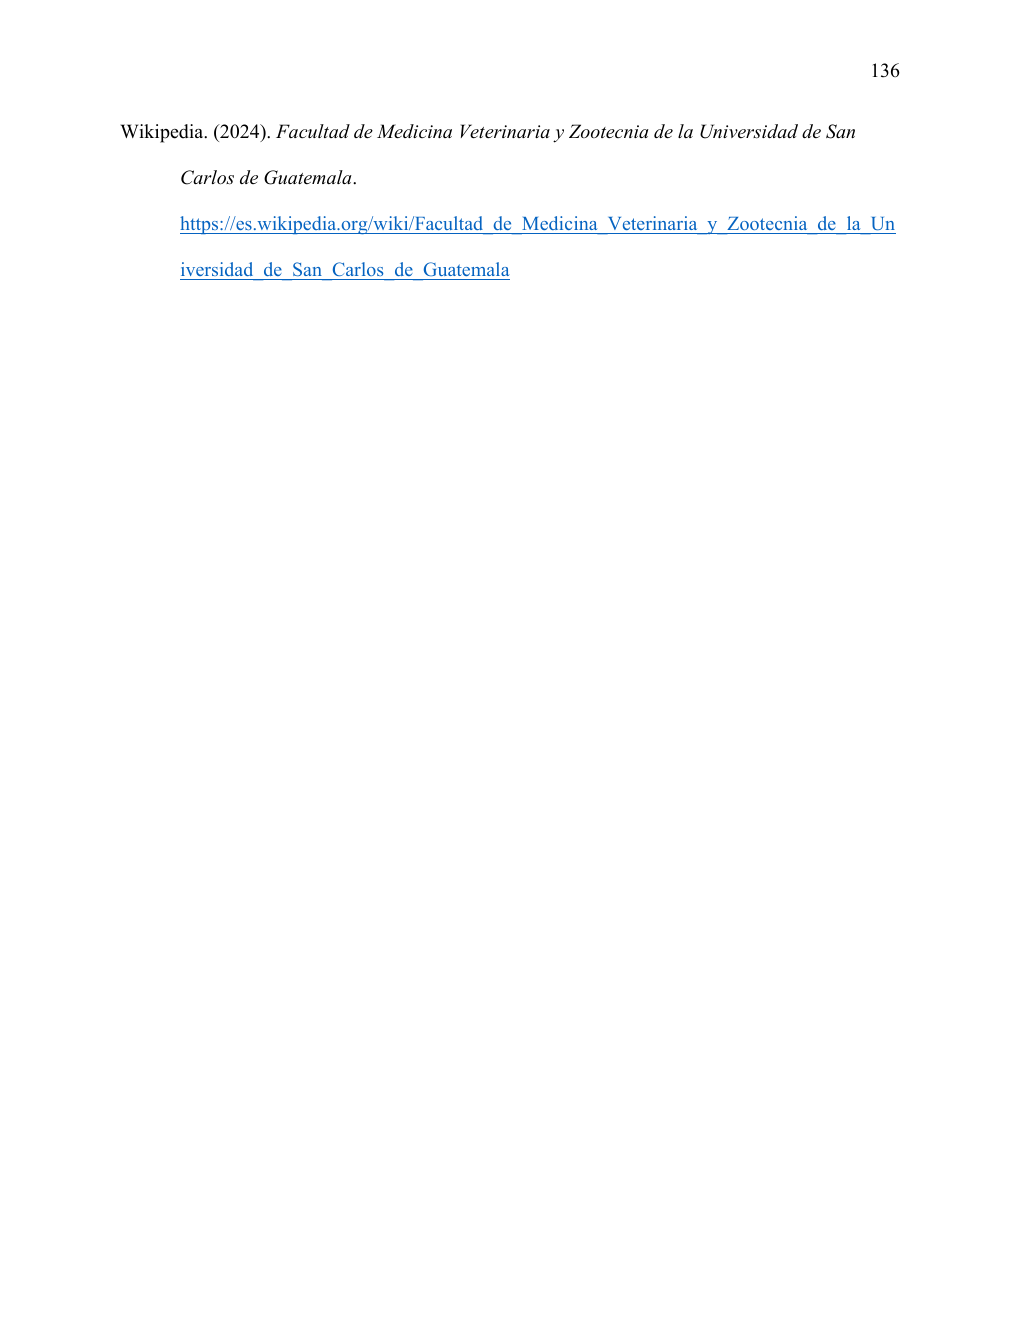 136
Wikipedia. (2024). Facultad de Medicina Veterinaria y Zootecnia de la Universidad de San
Carlos de Guatemala.
https://es.wikipedia.org/wiki/Facultad_de_Medicina_Veterinaria_y_Zootecnia_de_la_Un
iversidad_de_San_Carlos_de_Guatemala